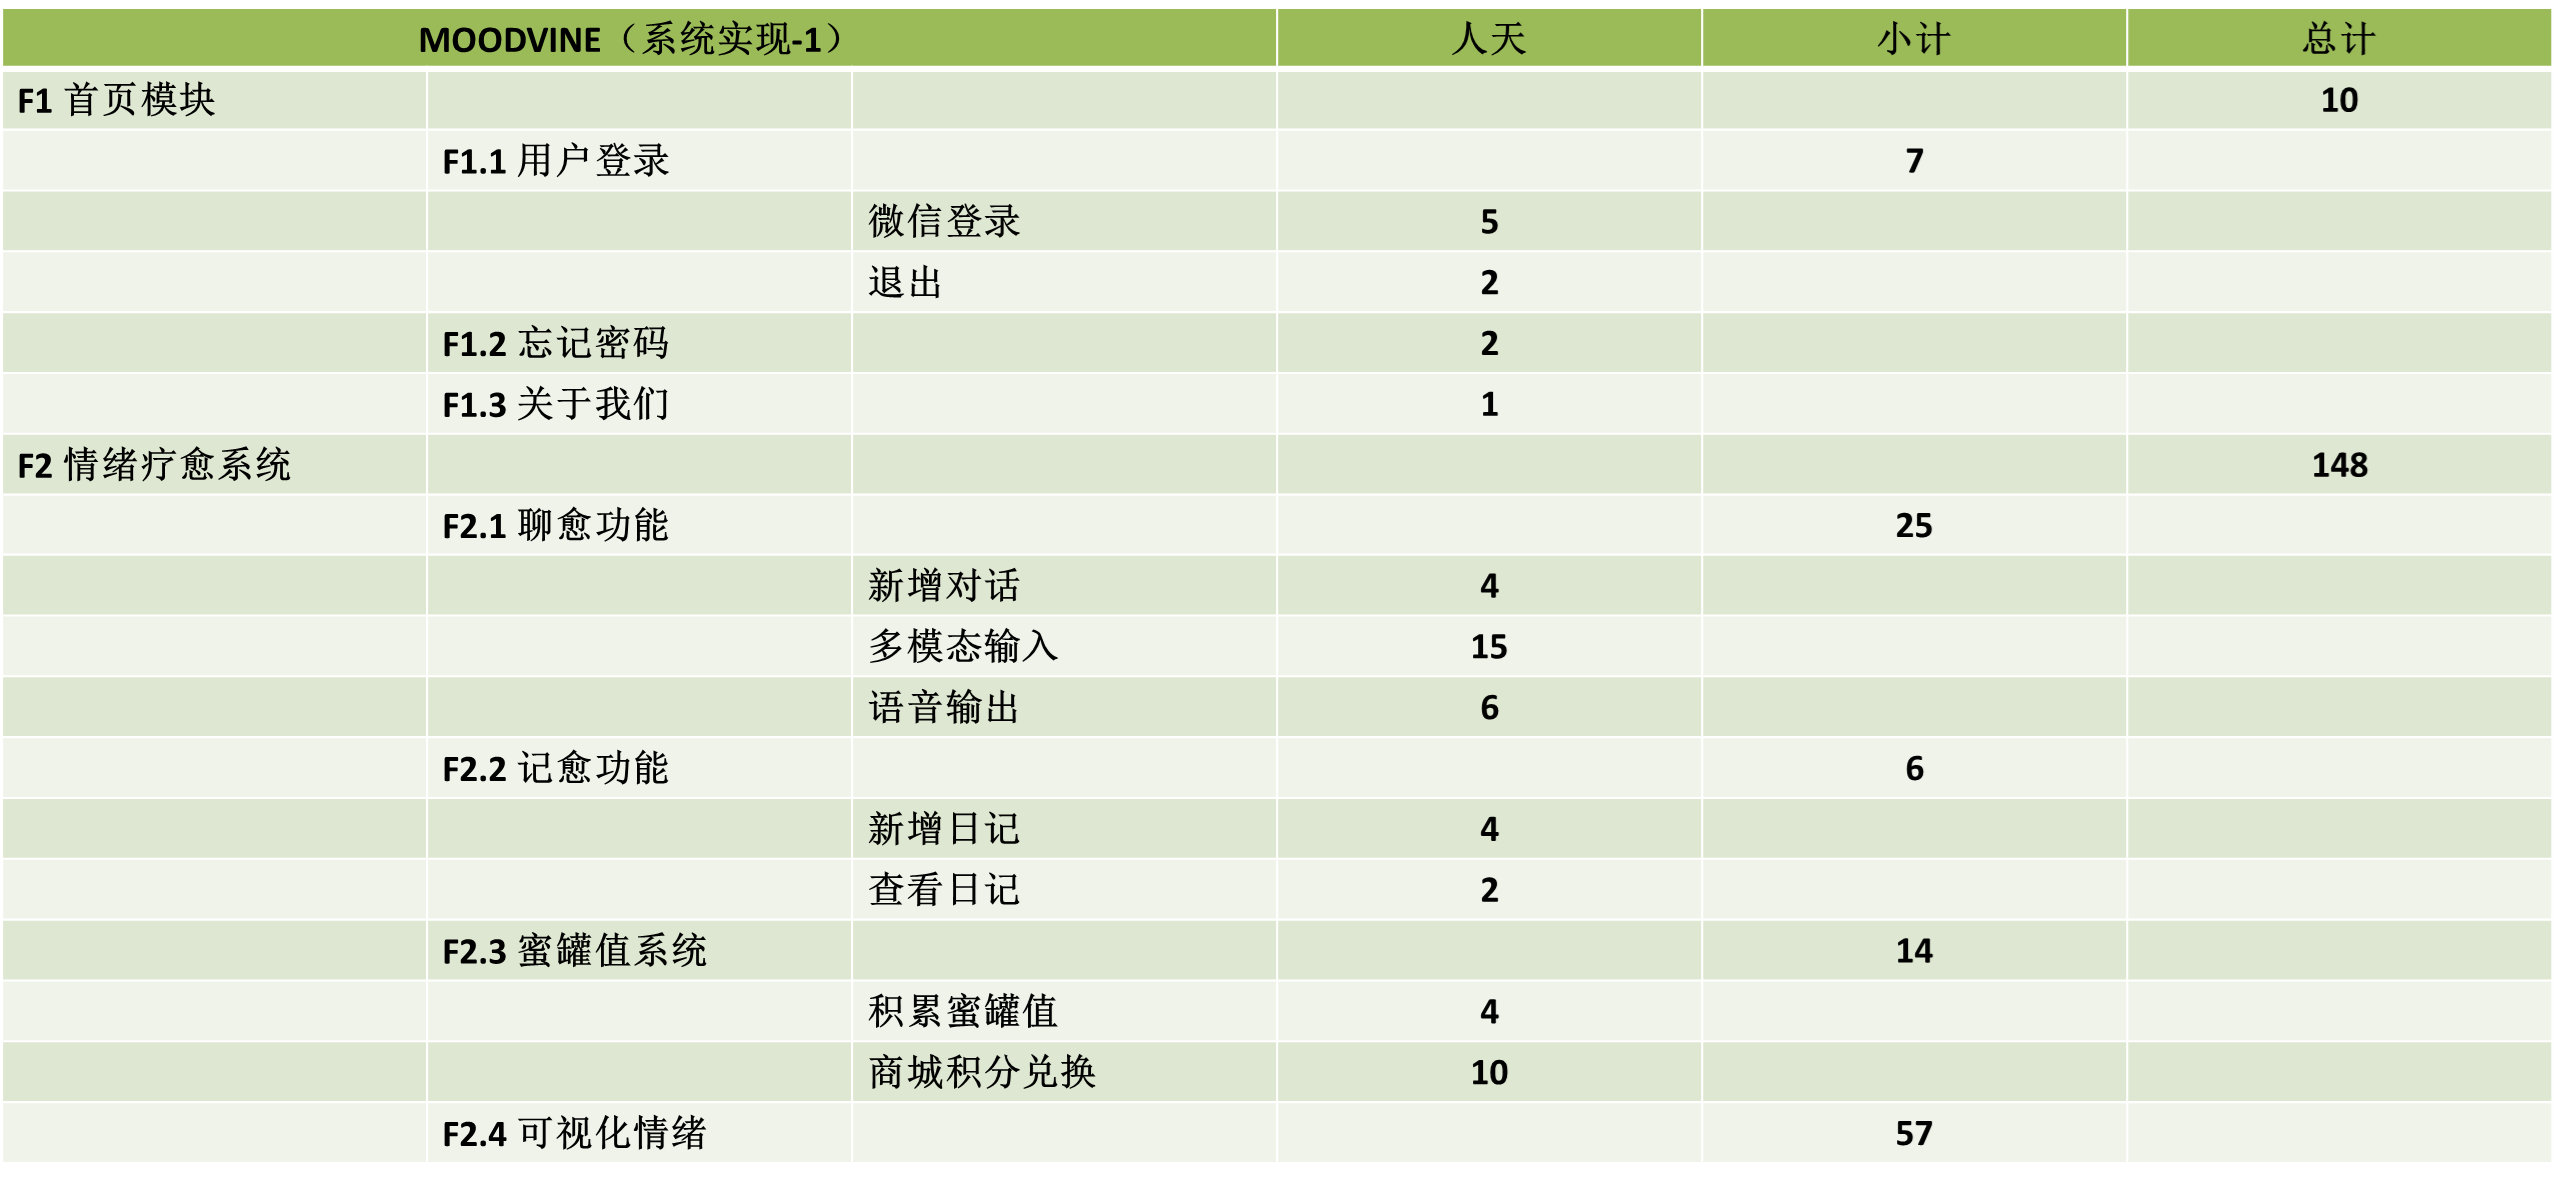 MOODVINE（系统实现-1） 人天 小计 总计
F1 首页模块 10
F1.1 用户登录 7
微信登录 5
退出 2
F1.2 忘记密码 2
F1.3 关于我们 1
F2 情绪疗愈系统 148
F2.1 聊愈功能 25
新增对话 4
多模态输入 15
语音输出 6
F2.2 记愈功能 6
新增日记 4
查看日记 2
F2.3 蜜罐值系统 14
积累蜜罐值 4
商城积分兑换 10
F2.4 可视化情绪 57